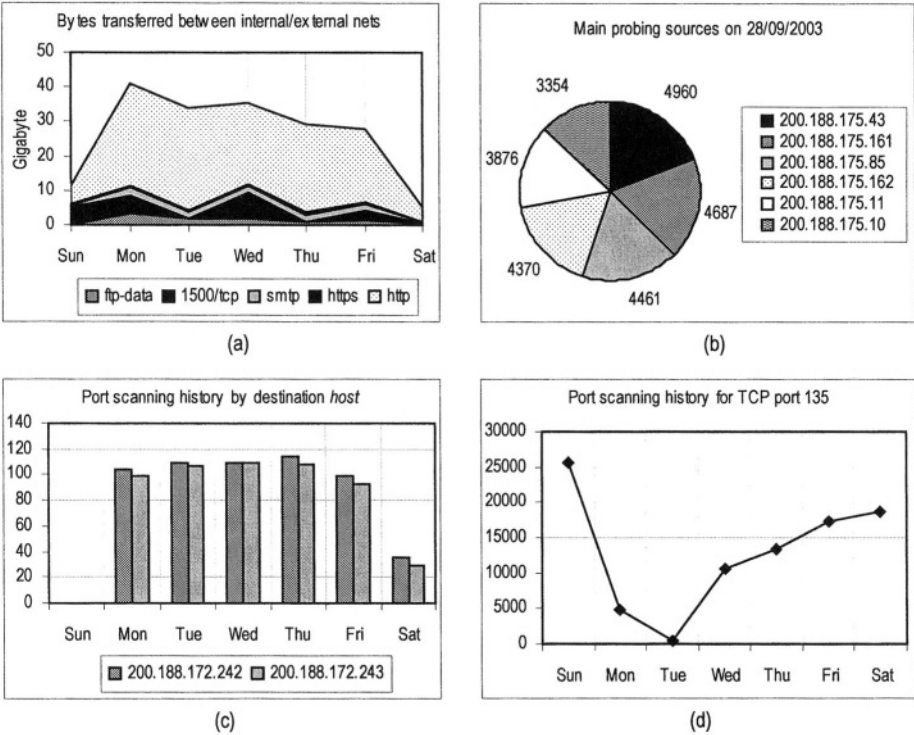 Bytes transferred between internal/external nets
50
40
30
20
10
0
Gigabyte
Sun Mon Tue Wed Thu Fri Sat
ftp-data 1500/tcp smtp https http
(a)
Main probing sources on 28/09/2003
3354
4960
3876
4687
4370
4461
200.188.175.43
200.188.175.161
200.188.175.85
200.188.175.162
200.188.175.11
200.188.175.10
(b)
Port scanning history by destination host
140
120
100
80
60
40
20
0
Sun Mon Tue Wed Thu Fri Sat
200.188.172.242 200.188.172.243
(c)
Port scanning history for TCP port 135
30000
25000
20000
15000
10000
5000
0
Sun Mon Tue Wed Thu Fri Sat
(d)